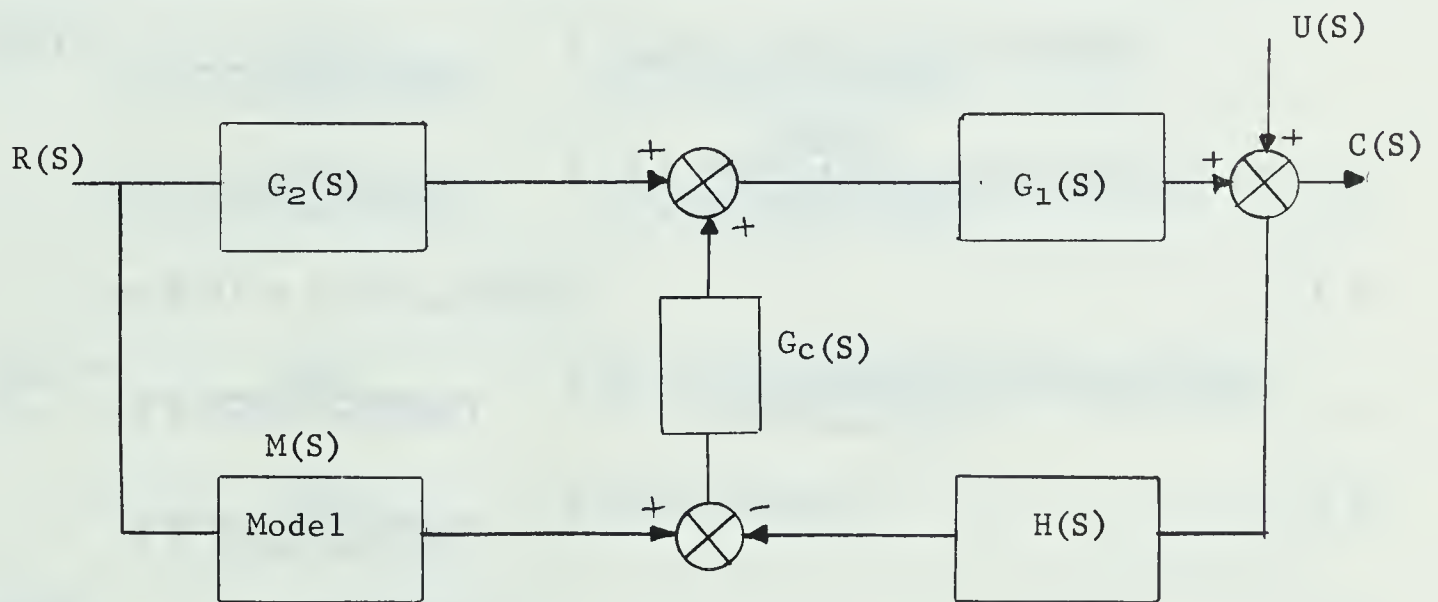 U(S)
R(S)
G₂(S)
+
+
G₁(S)
+
+
C(S)
Gc(S)
M(S)
Model
+
-
H(S)